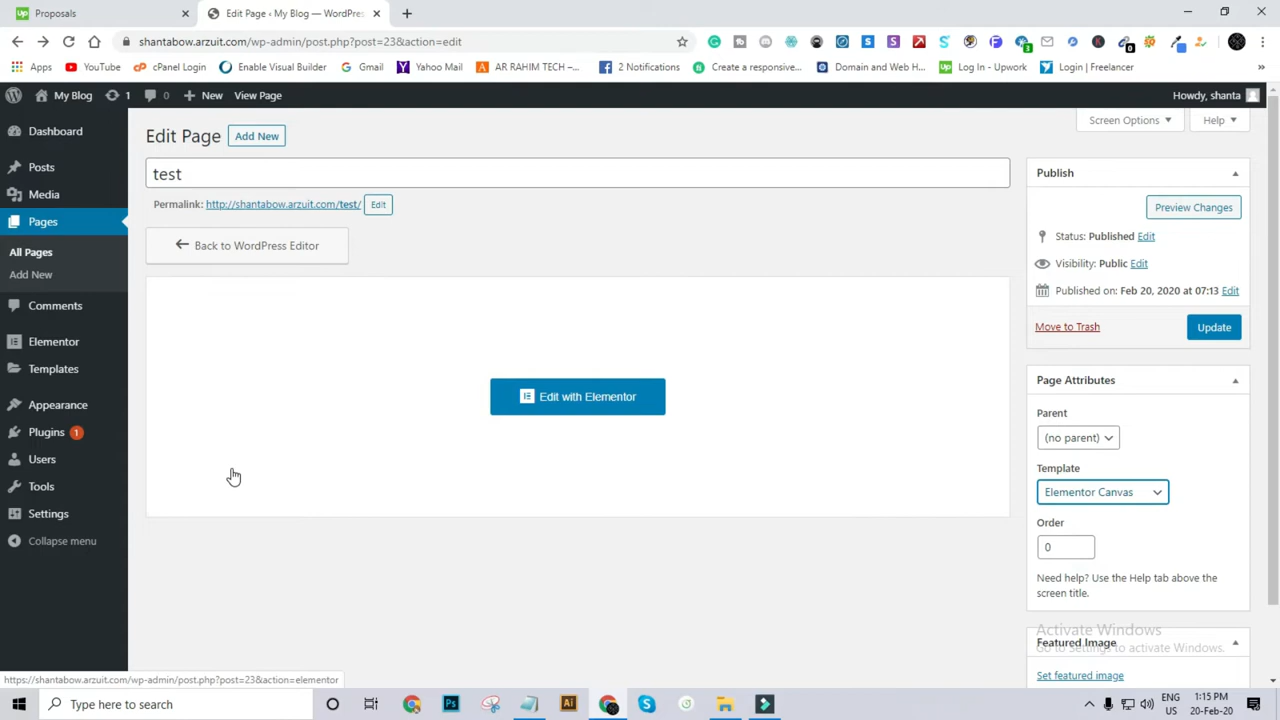 Proposals
Edit Page ‹ My Blog — WordPres
shantabow.arzuit.com/wp-admin/post.php?post=23&action=edit
Apps
YouTube
cPanel Login
Enable Visual Builder
Gmail
Yahoo Mail
AR RAHIM TECH –...
2 Notifications
Create a responsive...
Domain and Web H...
Log In - Upwork
Login | Freelancer
»
My Blog
1
0
New
View Page
Howdy, shanta
Dashboard
Posts
Media
Pages
All Pages
Add New
Comments
Elementor
Templates
Appearance
Plugins 1
Users
Tools
Settings
Collapse menu
Screen Options
Help
Edit Page
Add New
test
Permalink: http://shantabow.arzuit.com/test/ Edit
Back to WordPress Editor
Edit with Elementor
Publish
Preview Changes
Status: Published Edit
Visibility: Public Edit
Published on: Feb 20, 2020 at 07:13 Edit
Move to Trash
Update
Page Attributes
Parent
(no parent)
Template
Elementor Canvas
Order
0
Need help? Use the Help tab above the
screen title.
Activate Windows
Go to Settings to activate Windows.
Featured Image
Set featured image
https://shantabow.arzuit.com/wp-admin/post.php?post=23&action=elementor
Type here to search
ENG
US
1:15 PM
20-Feb-20